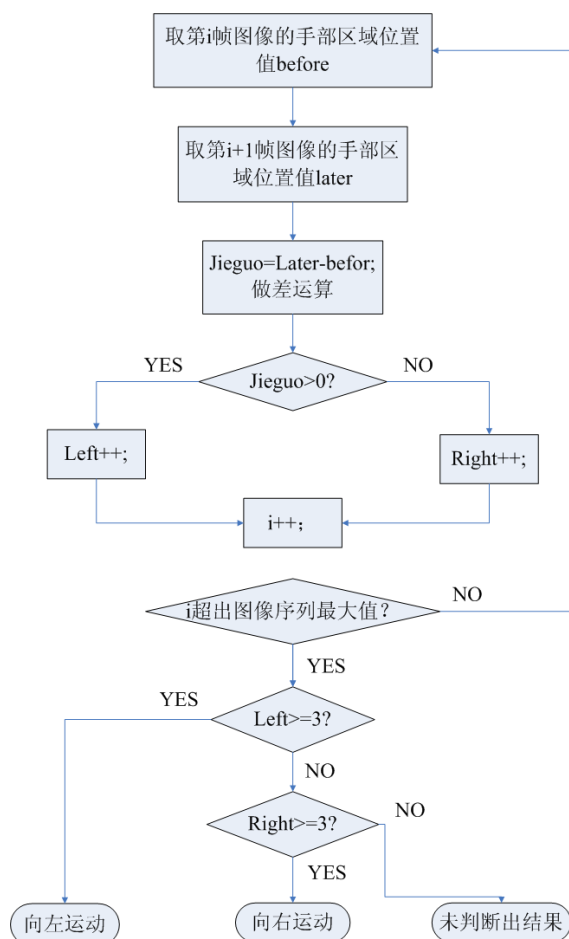 取第i帧图像的手部区域位置
值before
取第i+1帧图像的手部区
域位置值later
Jieguo=Later-befor;
做差运算
YES
NO
Jieguo>0?
Left++;
Right++;
i++；
i超出图像序列最大值？
NO
YES
YES
Left>=3?
NO
Right>=3?
NO
YES
向左运动
向右运动
未判断出结果